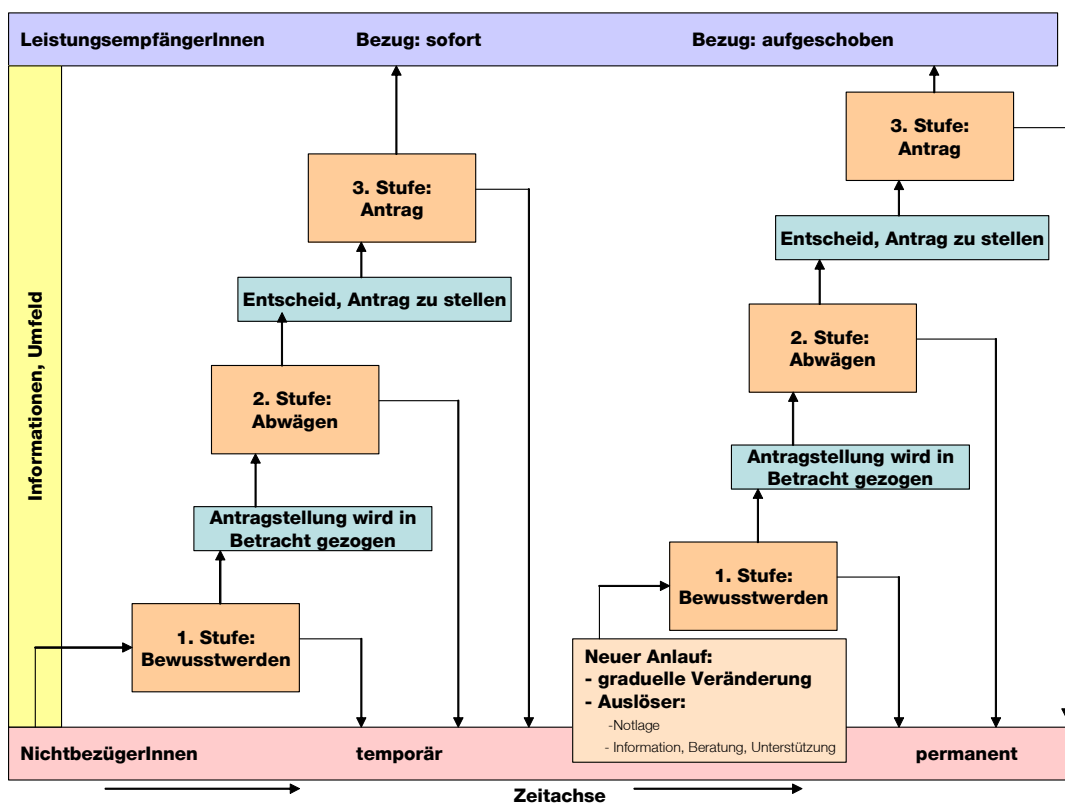 LeistungsempfängerInnen
Bezug: sofort
Bezug: aufgeschoben
Informationen, Umfeld
3. Stufe:
Antrag
Entscheid, Antrag zu stellen
2. Stufe:
Abwägen
Antragstellung wird in
Betracht gezogen
1. Stufe:
Bewusstwerden
3. Stufe:
Antrag
Entscheid, Antrag zu stellen
2. Stufe:
Abwägen
Antragstellung wird in
Betracht gezogen
1. Stufe:
Bewusstwerden
Neuer Anlauf:
- graduelle Veränderung
- Auslöser:
-Notlage
- Information, Beratung, Unterstützung
NichtbezügerInnen
temporär
permanent
Zeitachse